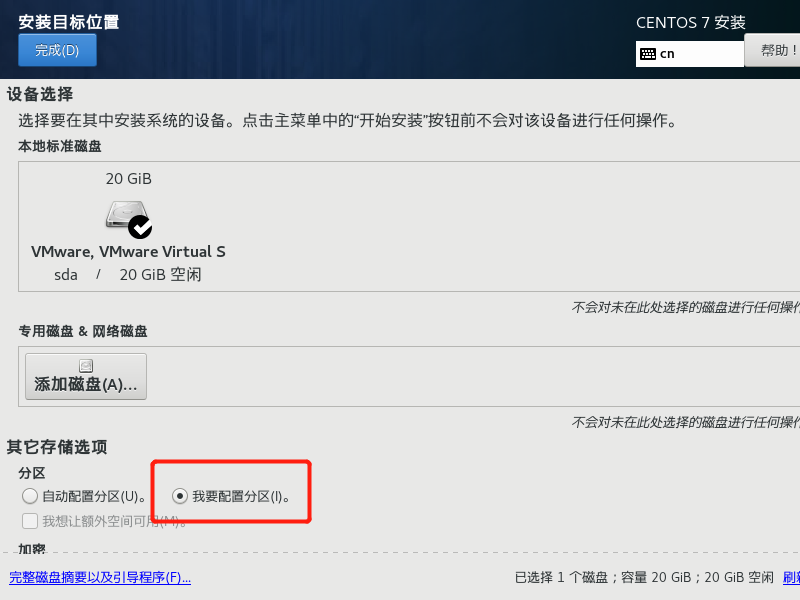 安装目标位置
CENTOS 7 安装
完成(D)
cn
帮助！
设备选择
选择要在其中安装系统的设备。点击主菜单中的“开始安装”按钮前不会对该设备进行任何操作。
本地标准磁盘
20 GiB
VMware, VMware Virtual S
sda / 20 GiB 空闲
不会对未在此处选择的磁盘进行任何操作
专用磁盘 & 网络磁盘
添加磁盘(A)...
不会对未在此处选择的磁盘进行任何操作
其它存储选项
分区
自动配置分区(U)。 我要配置分区(I)。
我想让额外空间可用(M)。
加密
完整磁盘摘要以及引导程序(F)...
已选择 1 个磁盘；容量 20 GiB；20 GiB 空闲 刷新